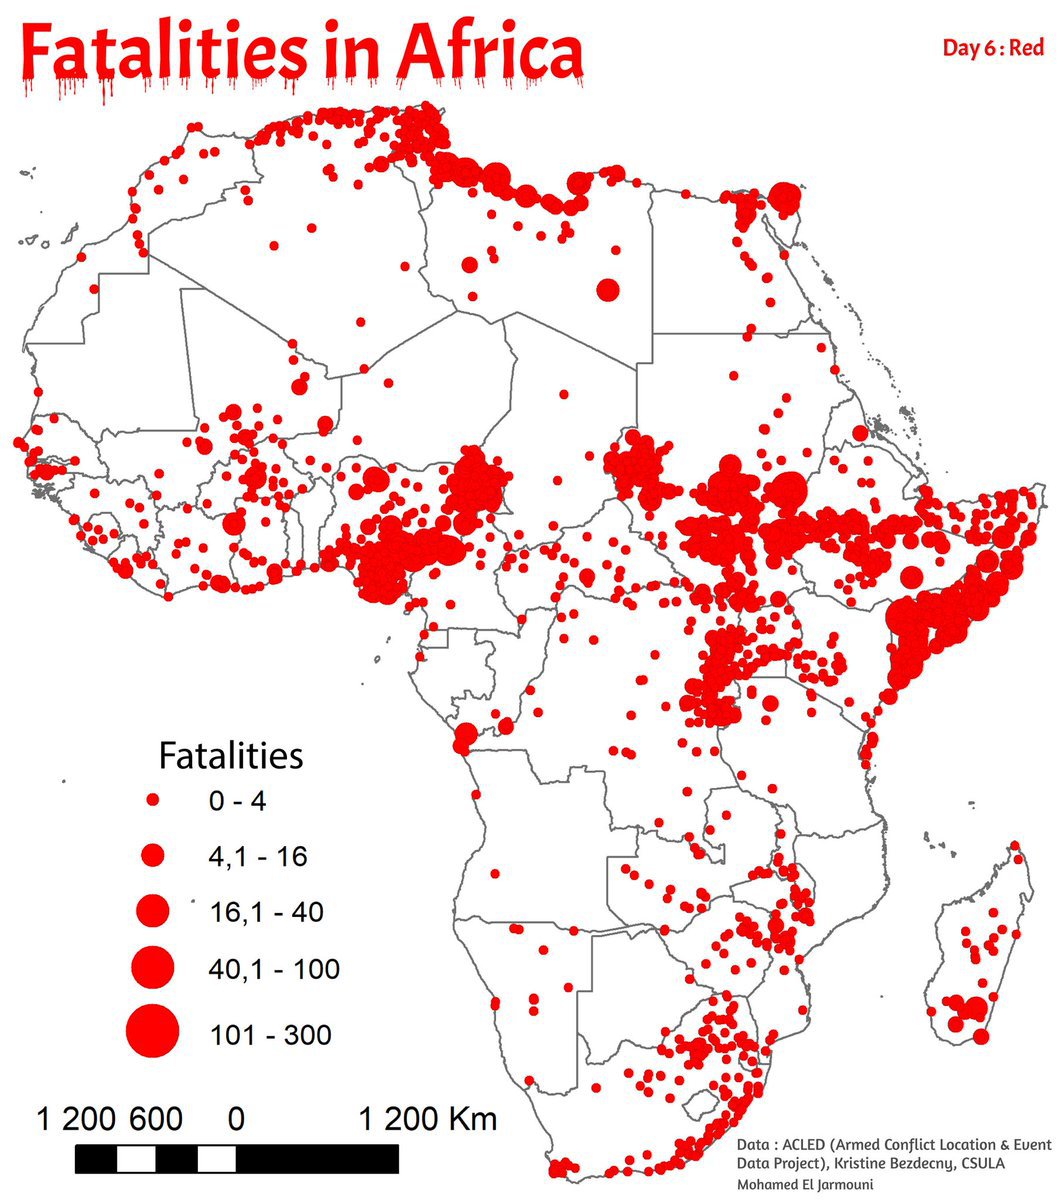 Fatalities in Africa
Day 6 : Red
Fatalities
0 - 4
4,1 - 16
16,1 - 40
40,1 - 100
101 - 300
1 200 600 0 1 200 Km
Data : ACLED (Armed Conflict Location & Event
Data Project), Kristine Bezdecny, CSULA
Mohamed El Jarmouni